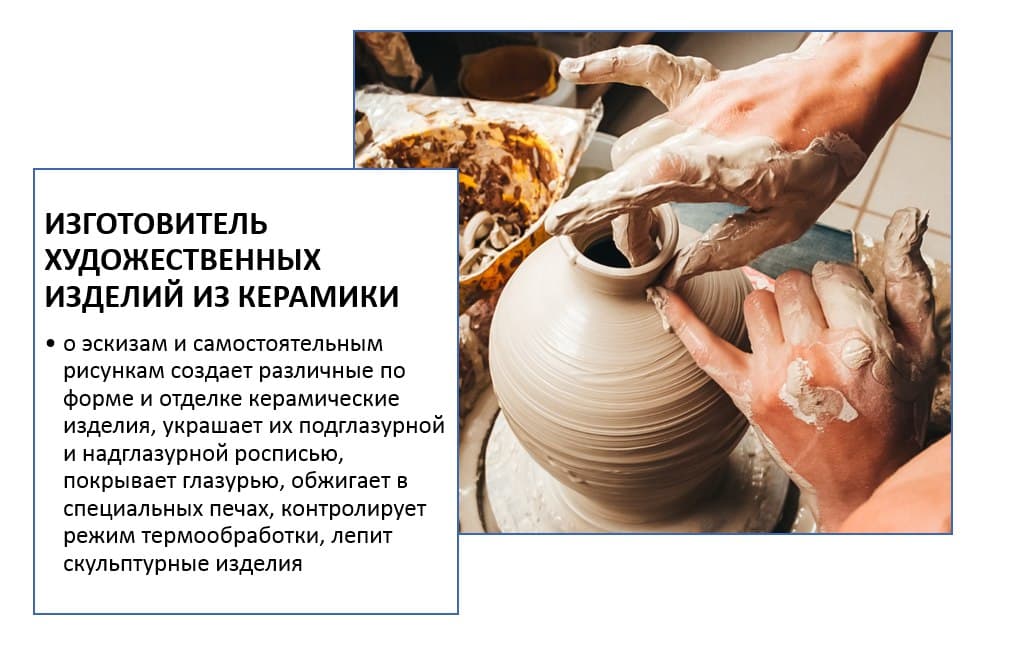 ИЗГОТОВИТЕЛЬ
ХУДОЖЕСТВЕННЫХ
ИЗДЕЛИЙ ИЗ КЕРАМИКИ
• о эскизам и самостоятельным
рисункам создает различные по
форме и отделке керамические
изделия, украшает их подглазурной
и надглазурной росписью,
покрывает глазурью, обжигает в
специальных печах, контролирует
режим термообработки, лепит
скульптурные изделия